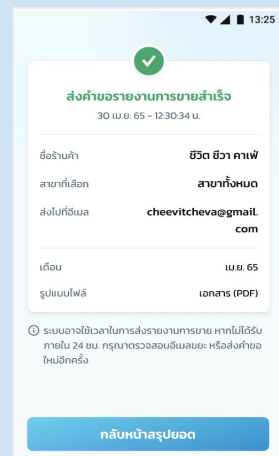 13:25
ส่งคำขอรายงานการขายสำเร็จ
30 เม.ย. 65 - 12:30:34 น.
ชื่อร้านค้า ชีวิต ชีวา คาเฟ่
สาขาที่เลือก สาขาทั้งหมด
ส่งไปที่อีเมล cheevitcheva@gmail.
com
เดือน เม.ย. 65
รูปแบบไฟล์ เอกสาร (PDF)
ระบบอาจใช้เวลาในการส่งรายงานการขาย หากไม่ได้รับ
ภายใน 24 ชม. กรุณาตรวจสอบอีเมลขยะ หรือส่งคำขอ
ใหม่อีกครั้ง
กลับหน้าสรุปยอด